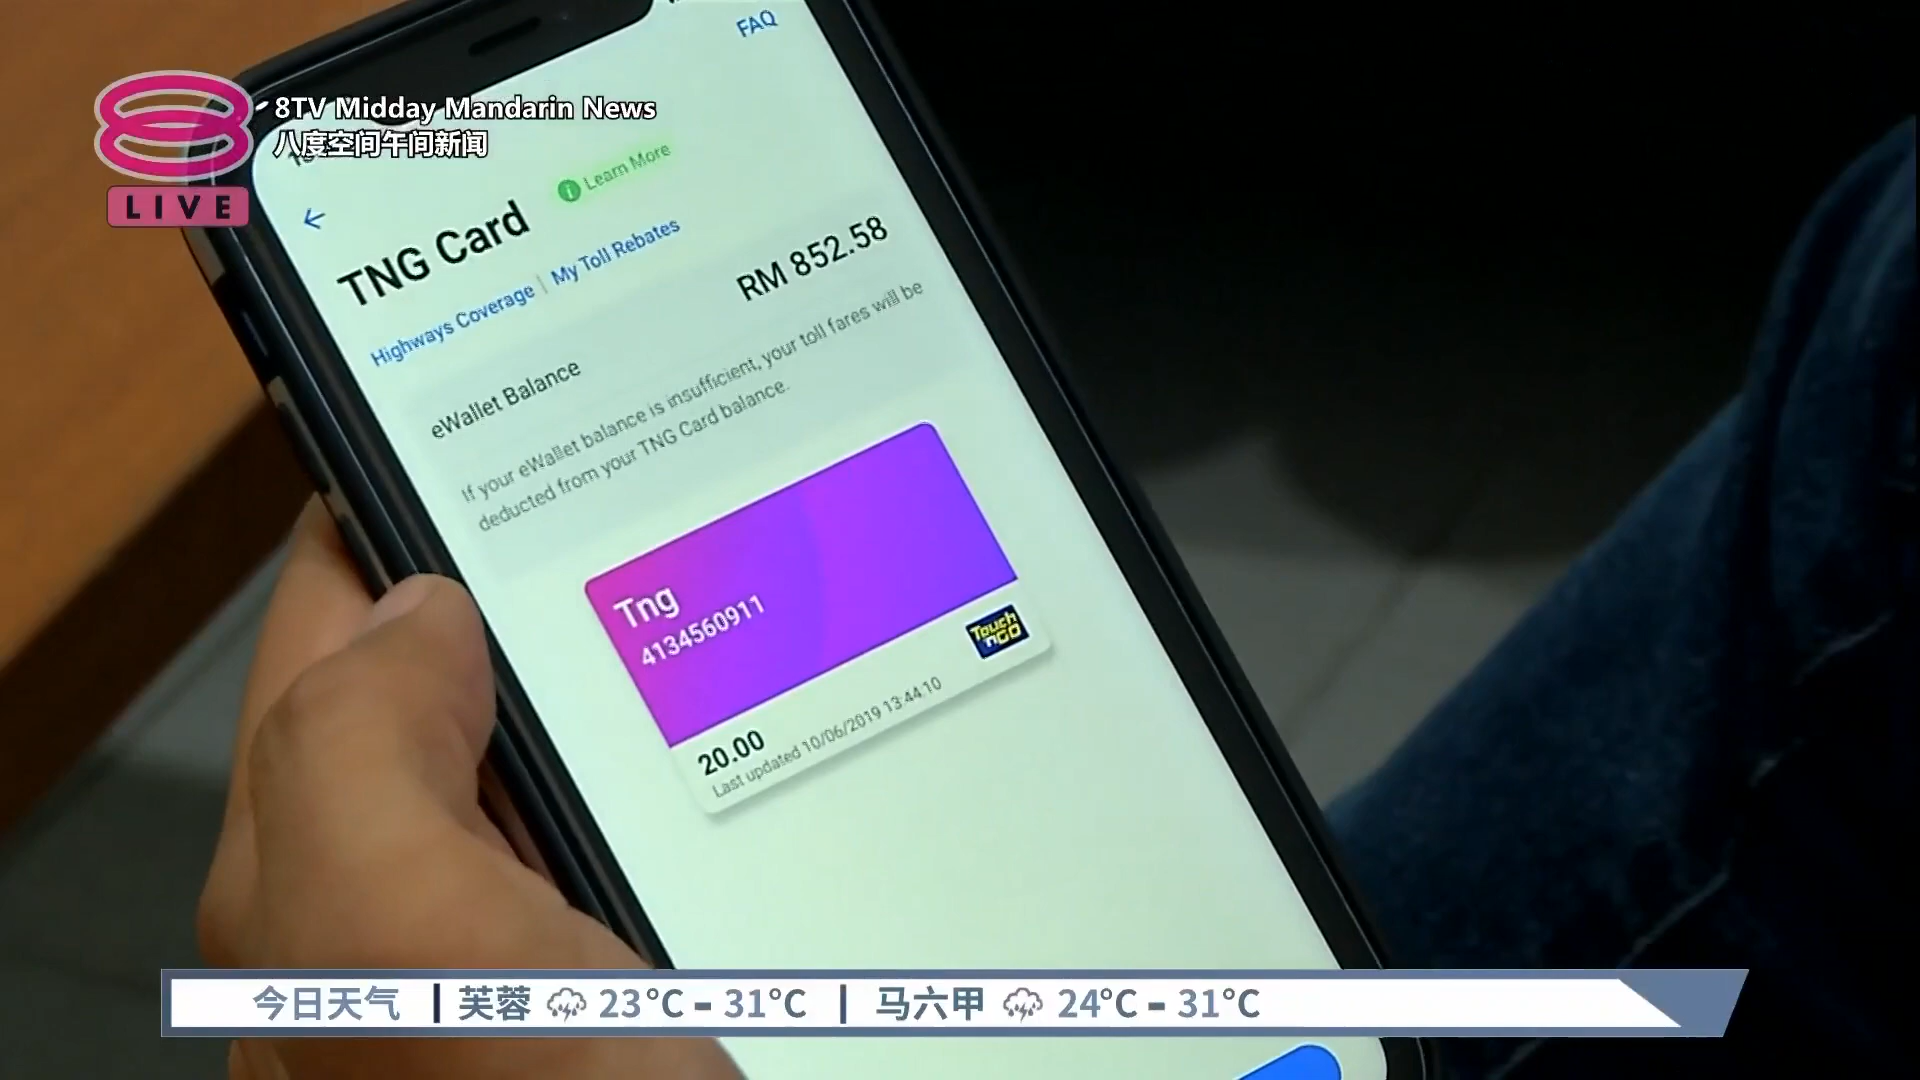 FAQ
8TV Midday Mandarin News
八度空间午间新闻
LIVE
TNG Card
Learn More
Highways Coverage | My Toll Rebates
eWallet Balance
RM 852.58
If your eWallet balance is insufficient, your toll fares will be
deducted from your TNG Card balance.
Tng
4134560911
Touch
nGO
20.00
Last updated 10/06/2019 13:44:10
今日天气 | 芙蓉 23°C - 31°C | 马六甲 24°C - 31°C